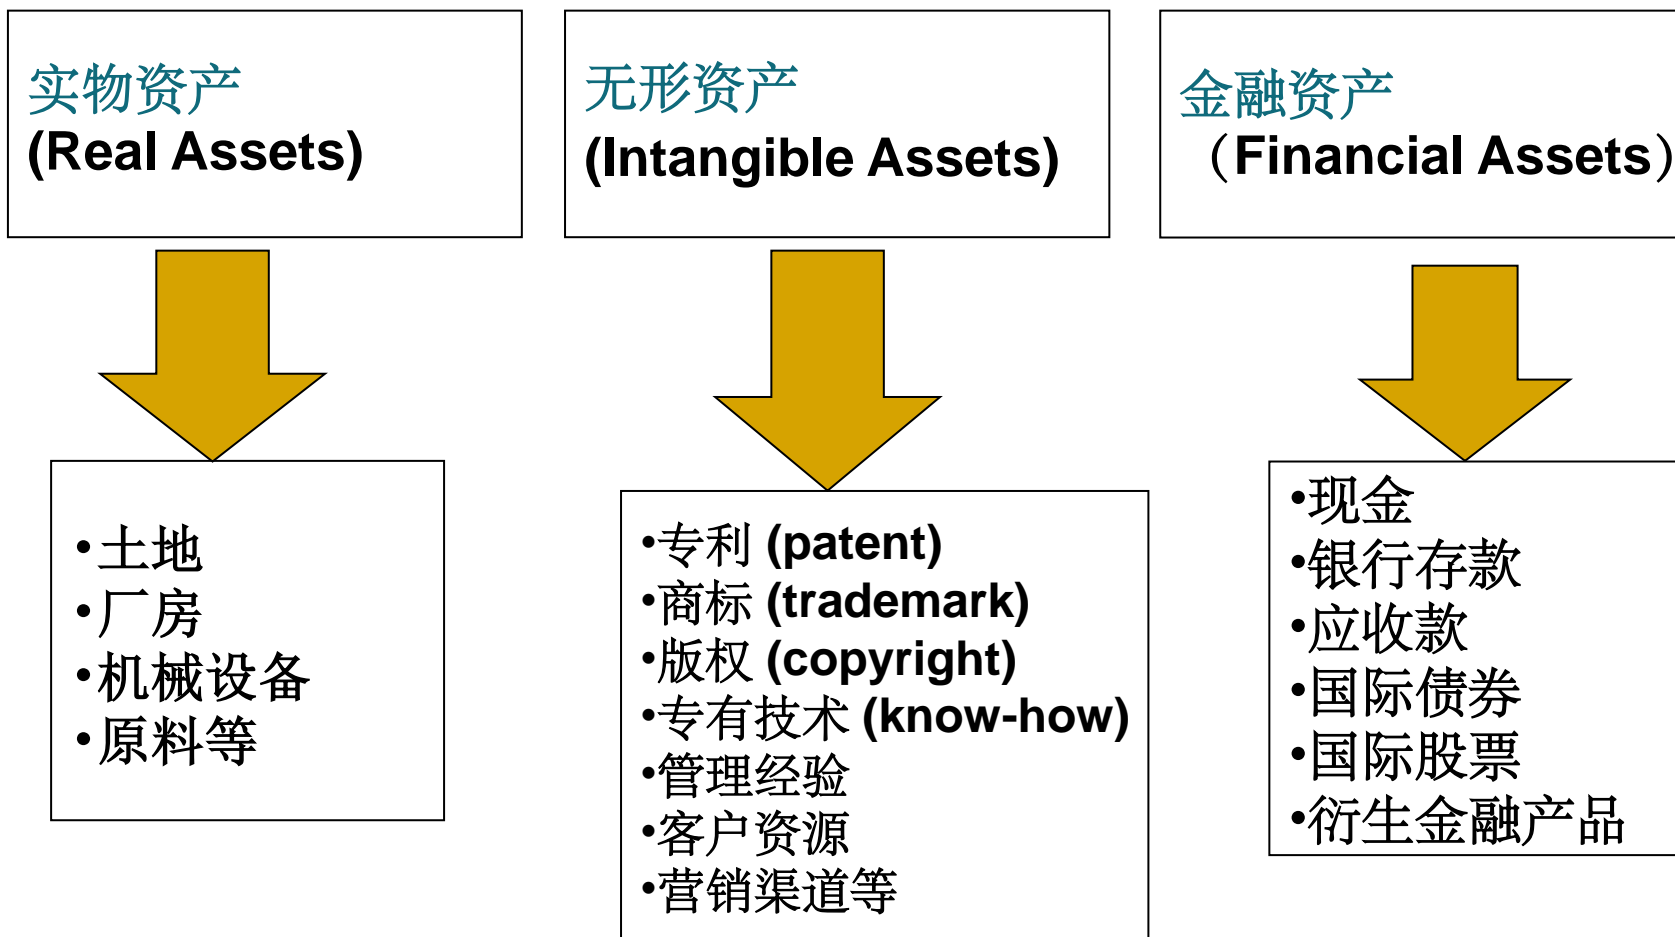 实物资产
(Real Assets)
无形资产
(Intangible Assets)
金融资产
（Financial Assets）
•土地
•厂房
•机械设备
•原料等
•专利 (patent)
•商标 (trademark)
•版权 (copyright)
•专有技术 (know-how)
•管理经验
•客户资源
•营销渠道等
•现金
•银行存款
•应收款
•国际债券
•国际股票
•衍生金融产品